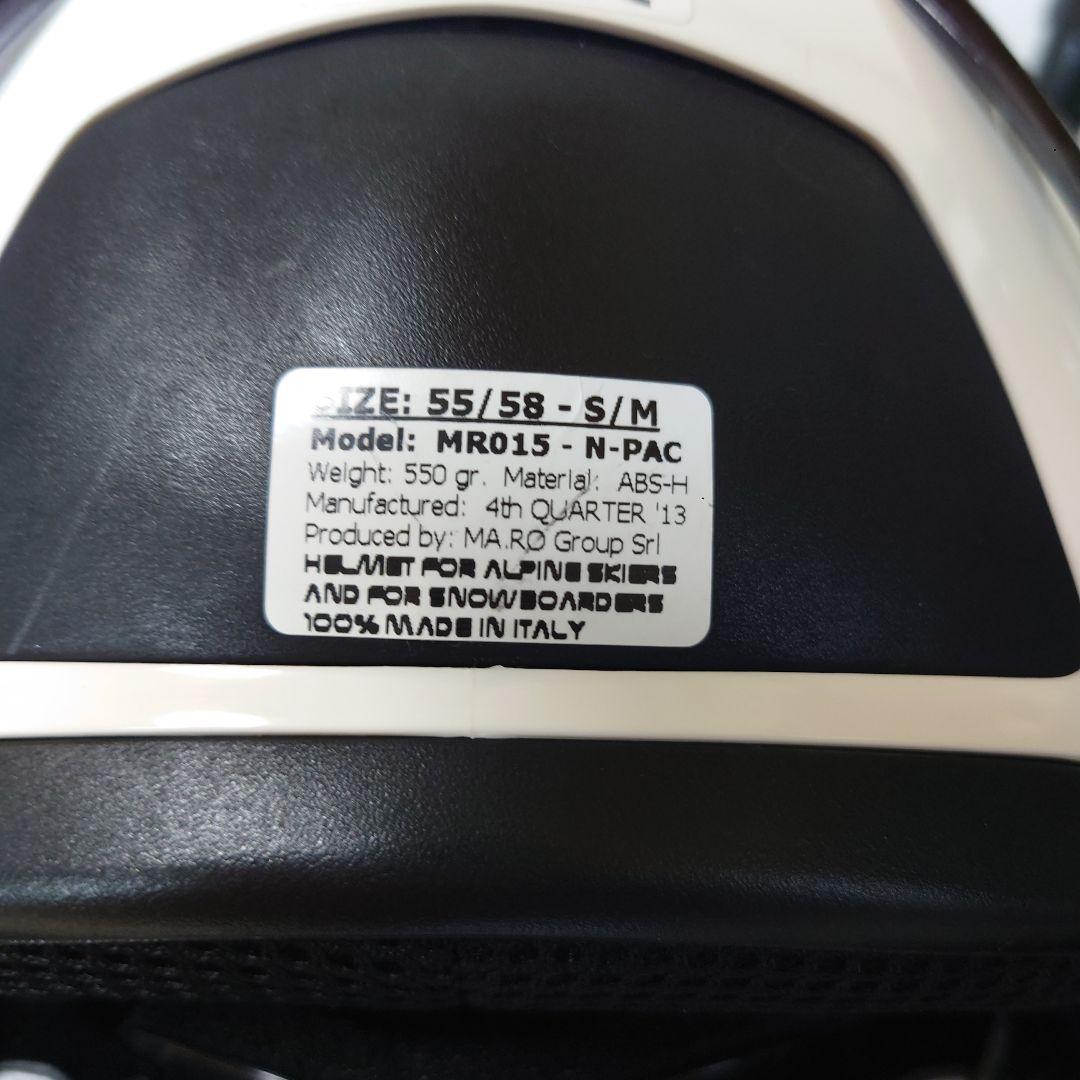 SIZE: 55/58 - S/M
Model: MR015 - N-PAC
Weight: 550 gr. Material: ABS-H
Manufactured: 4th QUARTER '13
Produced by: MA.RO Group Srl
HELMET FOR ALPINE SKIERS
AND FOR SNOWBOARDERS
100% MADE IN ITALY